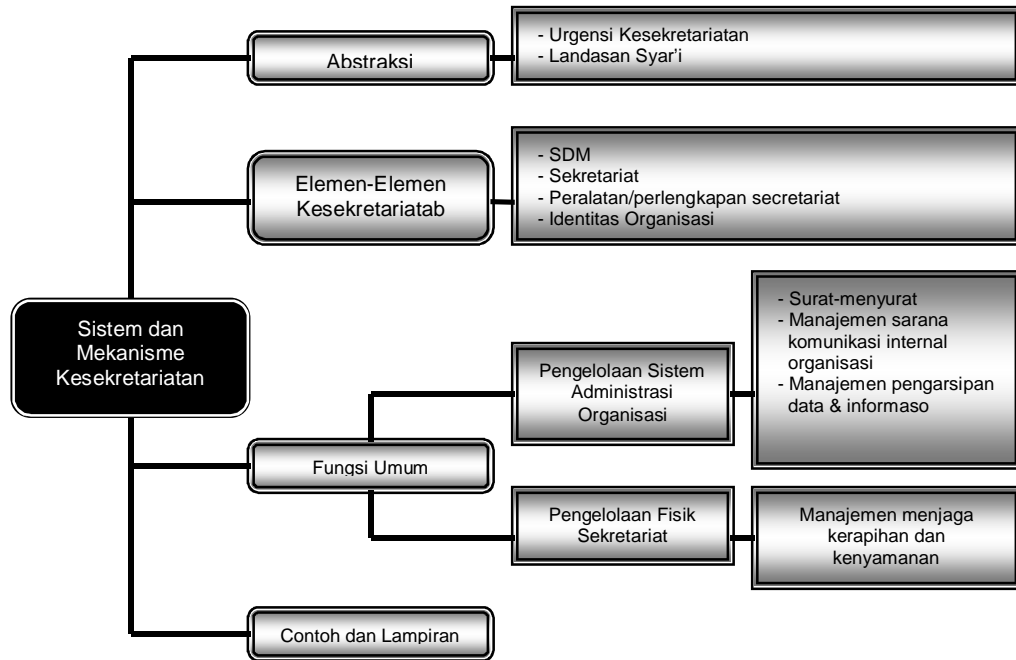 Abstraksi
- Urgensi Kesekretariatan
- Landasan Syar'i
Elemen-Elemen
Kesekretariatab
- SDM
- Sekretariat
- Peralatan/perlengkapan secretariat
- Identitas Organisasi
Sistem dan
Mekanisme
Kesekretariatan
Fungsi Umum
Pengelolaan Sistem
Administrasi
Organisasi
- Surat-menyurat
- Manajemen sarana
komunikasi internal
organisasi
- Manajemen pengarsipan
data & informaso
Pengelolaan Fisik
Sekretariat
Manajemen menjaga
kerapihan dan
kenyamanan
Contoh dan Lampiran